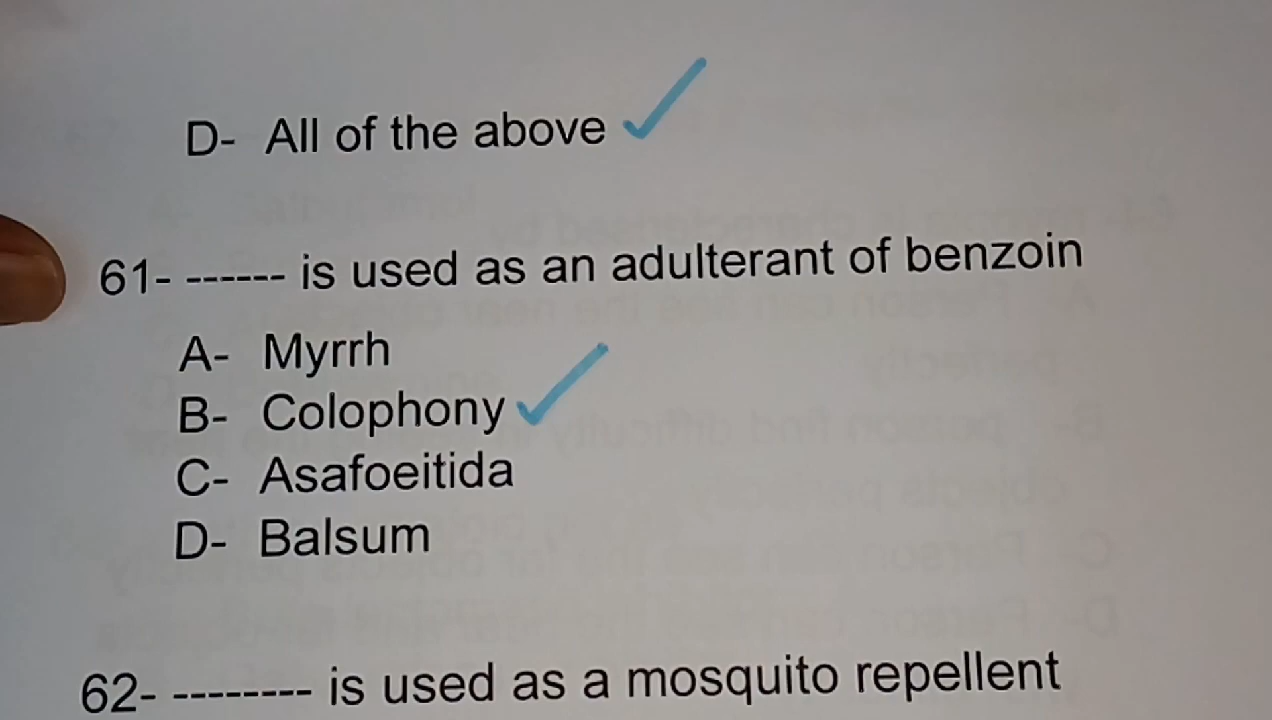 D- All of the above
61- ------ is used as an adulterant of benzoin
A- Myrrh
B- Colophony
C- Asafoeitida
D- Balsum
62- -------- is used as a mosquito repellent